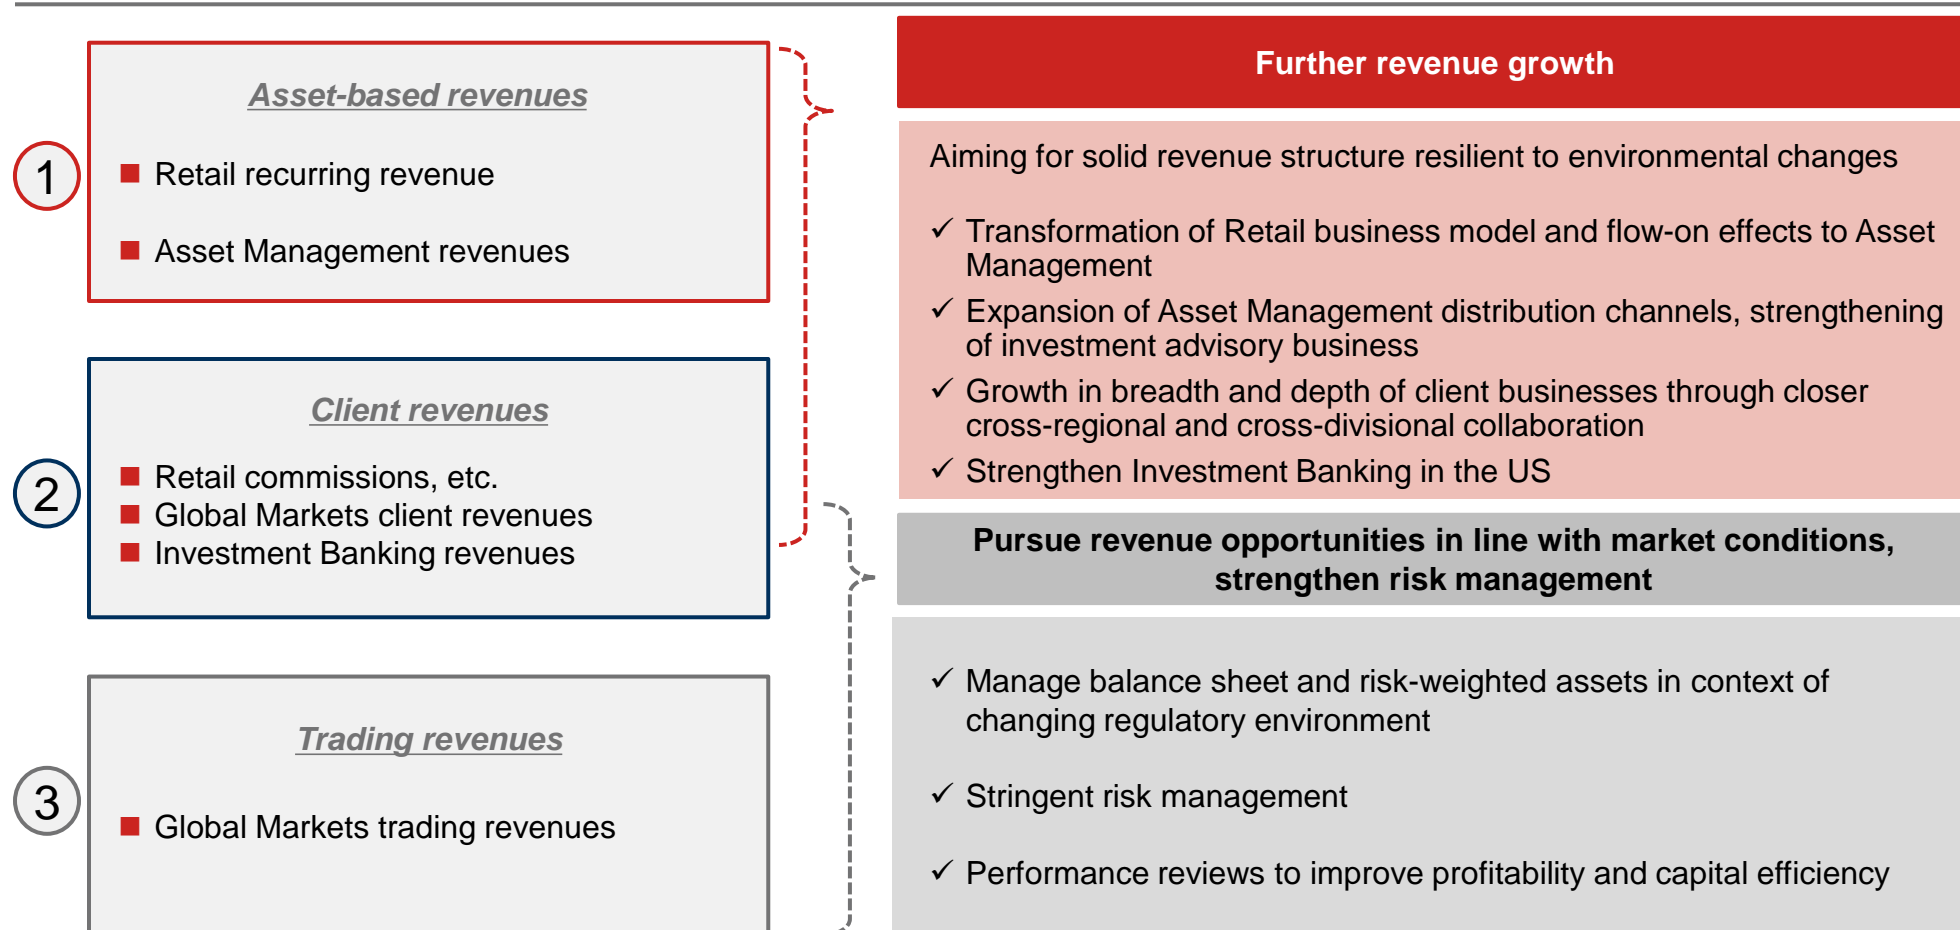 1
Asset-based revenues
Retail recurring revenue
Asset Management revenues
2
Client revenues
Retail commissions, etc.
Global Markets client revenues
Investment Banking revenues
3
Trading revenues
Global Markets trading revenues
Further revenue growth
Aiming for solid revenue structure resilient to environmental changes
✓ Transformation of Retail business model and flow-on effects to Asset
Management
✓ Expansion of Asset Management distribution channels, strengthening
of investment advisory business
✓ Growth in breadth and depth of client businesses through closer
cross-regional and cross-divisional collaboration
✓ Strengthen Investment Banking in the US
Pursue revenue opportunities in line with market conditions,
strengthen risk management
✓ Manage balance sheet and risk-weighted assets in context of
changing regulatory environment
✓ Stringent risk management
✓ Performance reviews to improve profitability and capital efficiency